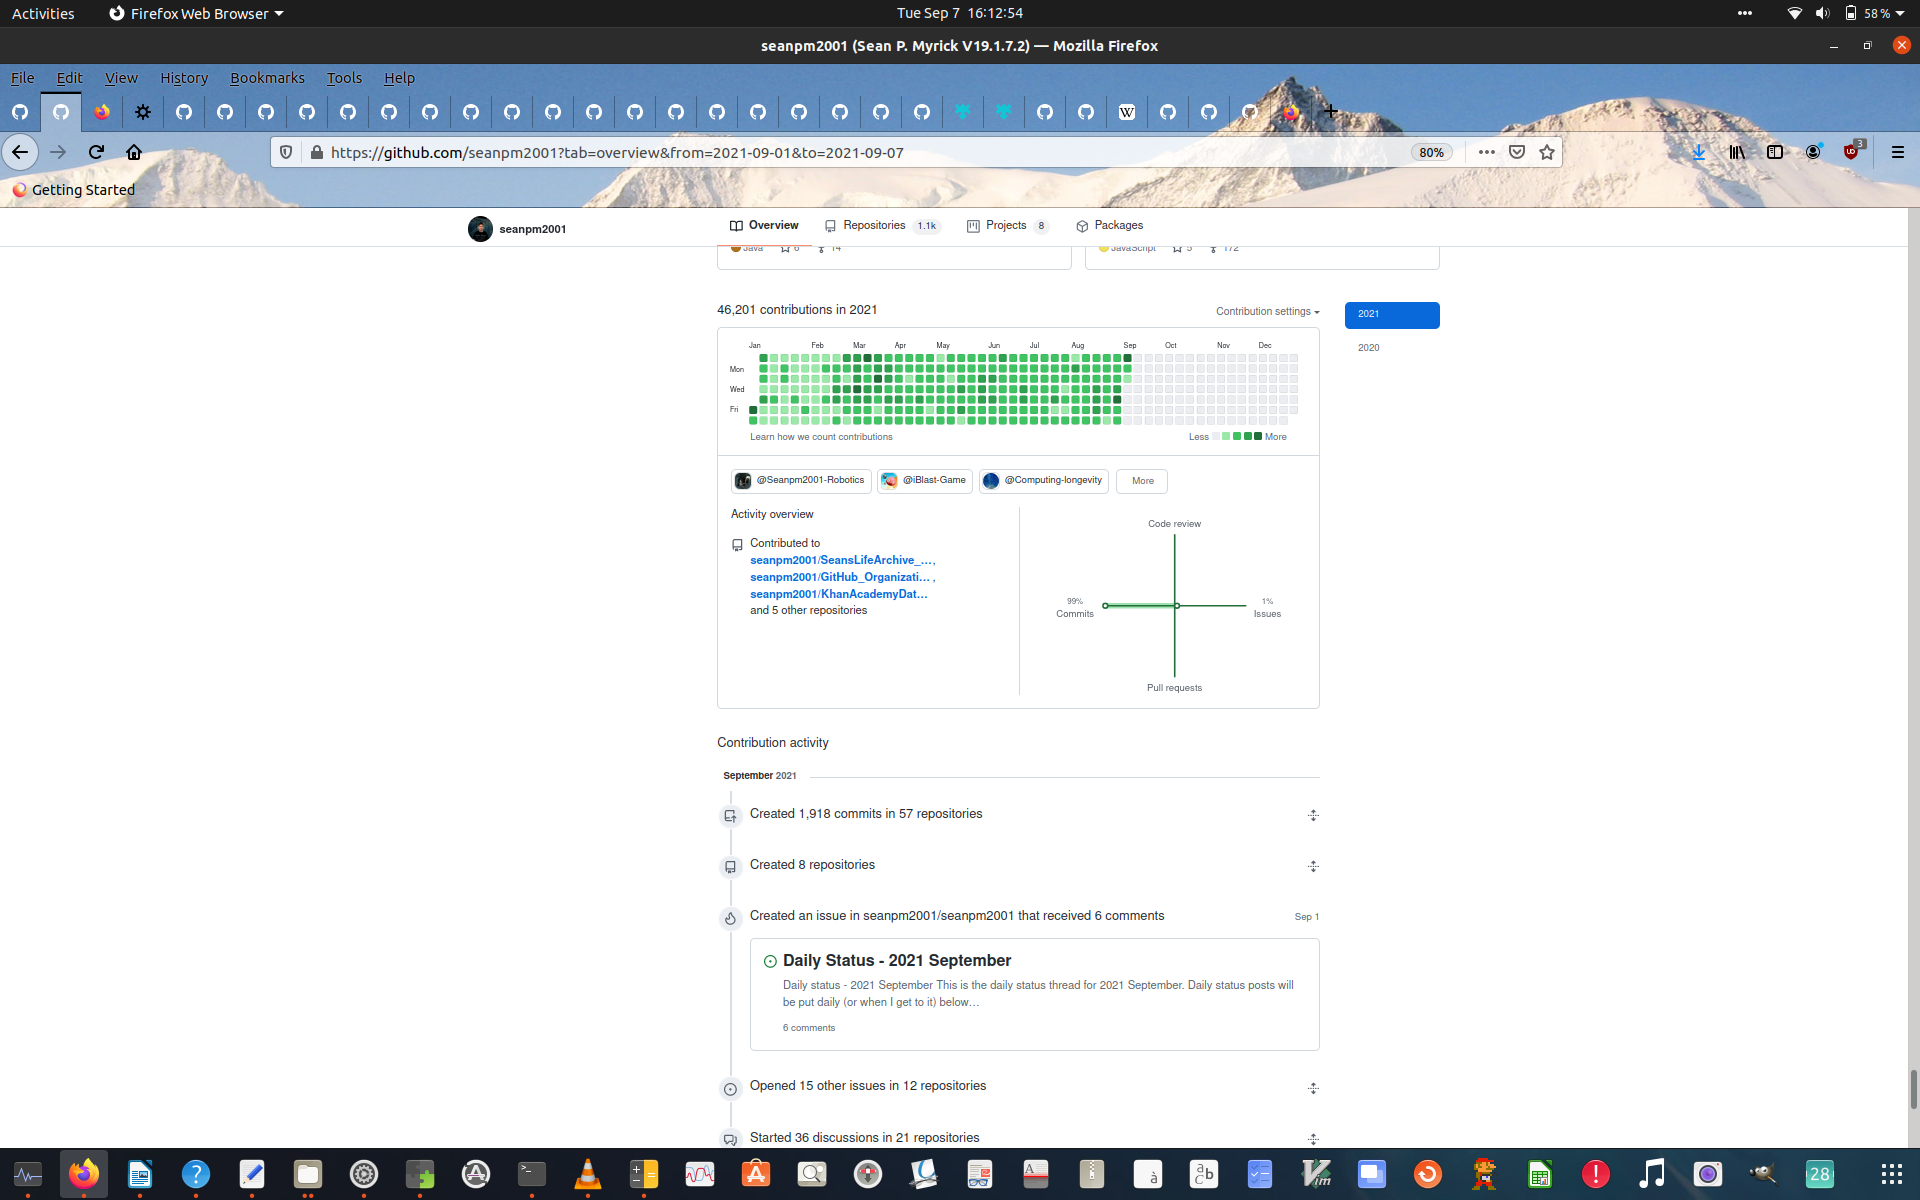 Activities
Firefox Web Browser
Tue Sep 7 16:12:54
58 %
seanpm2001 (Sean P. Myrick V19.1.7.2) — Mozilla Firefox
File Edit View History Bookmarks Tools Help
W
https://github.com/seanpm2001?tab=overview&from=2021-09-01&to=2021-09-07
80%
3
Getting Started
seanpm2001
Overview
Repositories 1.1k
Projects 8
Packages
Java 6 14
JavaScript 5 172
46,201 contributions in 2021
Contribution settings
2021
2020
Jan Feb Mar Apr May Jun Jul Aug Sep Oct Nov Dec
Mon
Wed
Fri
Learn how we count contributions
Less More
@Seanpm2001-Robotics
@iBlast-Game
@Computing-longevity
More
Activity overview
Contributed to
seanpm2001/SeansLifeArchive_…,
seanpm2001/GitHub_Organizati… ,
seanpm2001/KhanAcademyDat…
and 5 other repositories
Code review
99%
Commits
1%
Issues
Pull requests
Contribution activity
September 2021
Created 1,918 commits in 57 repositories
Created 8 repositories
Created an issue in seanpm2001/seanpm2001 that received 6 comments
Sep 1
Daily Status - 2021 September
Daily status - 2021 September This is the daily status thread for 2021 September. Daily status posts will
be put daily (or when I get to it) below…
6 comments
Opened 15 other issues in 12 repositories
Started 36 discussions in 21 repositories
28